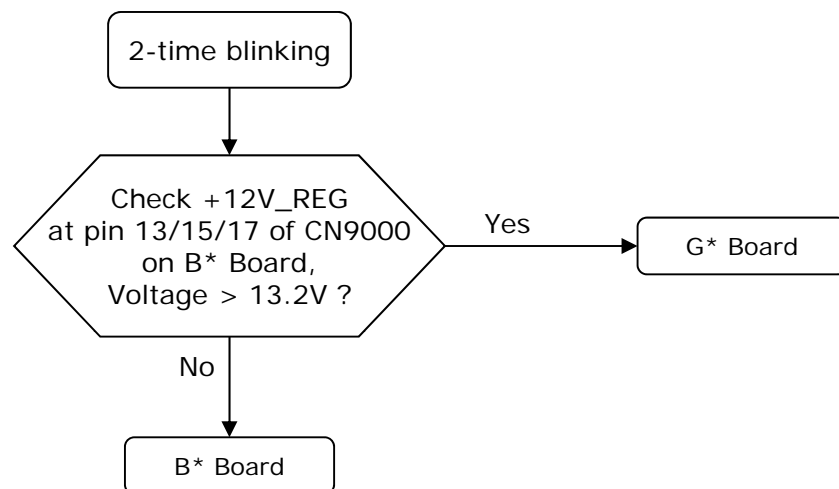 2-time blinking
Check +12V_REG
at pin 13/15/17 of CN9000
on B* Board,
Voltage > 13.2V ?
Yes
G* Board
No
B* Board